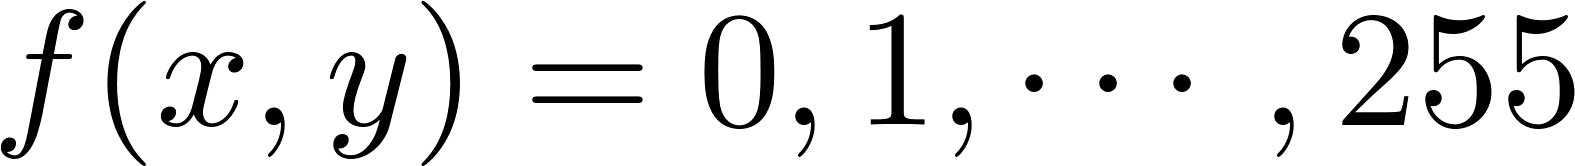 f(x, y) = 0, 1, · · · , 255